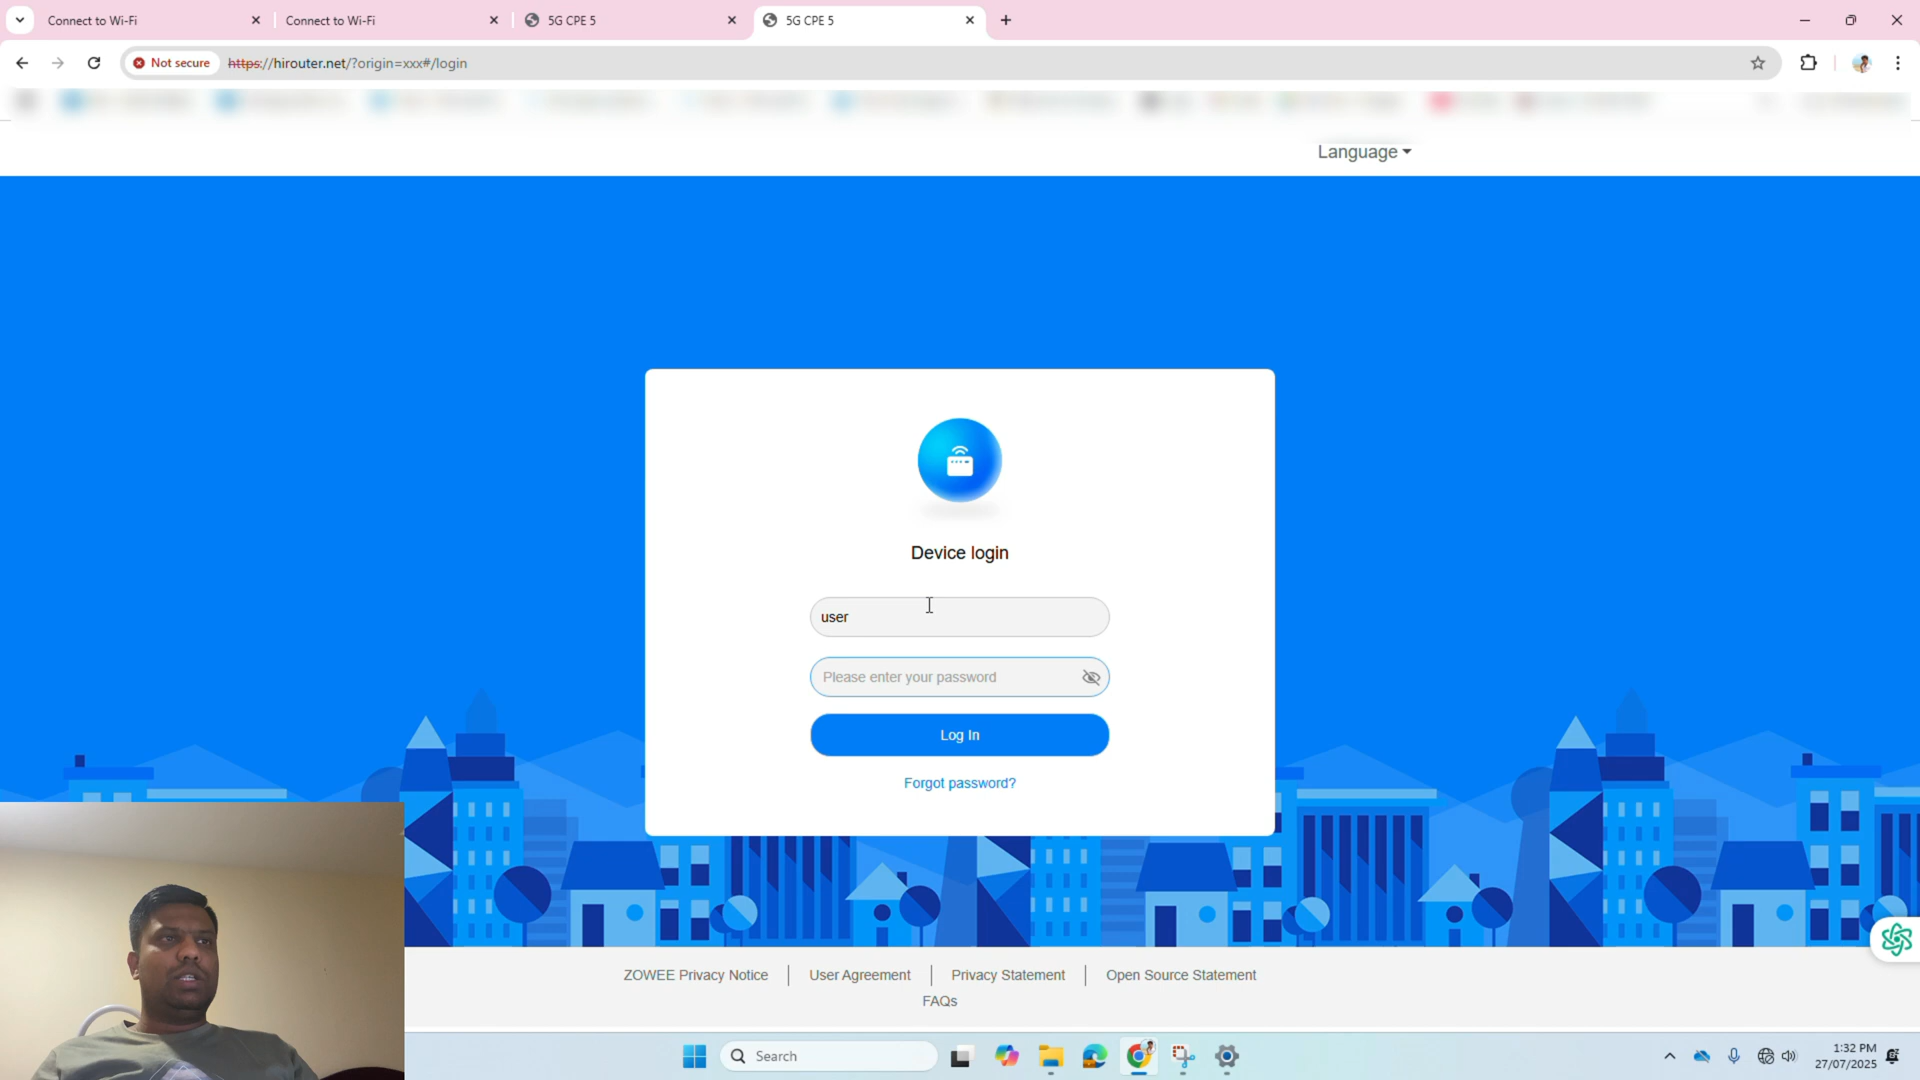 Connect to Wi-Fi
Connect to Wi-Fi
5G CPE 5
5G CPE 5
Not secure
https://hirouter.net/?origin=xxx#/login
Language
Device login
user
Please enter your password
Log In
Forgot password?
ZOWEE Privacy Notice
User Agreement
Privacy Statement
Open Source Statement
FAQs
Search
1:32 PM
27/07/2025